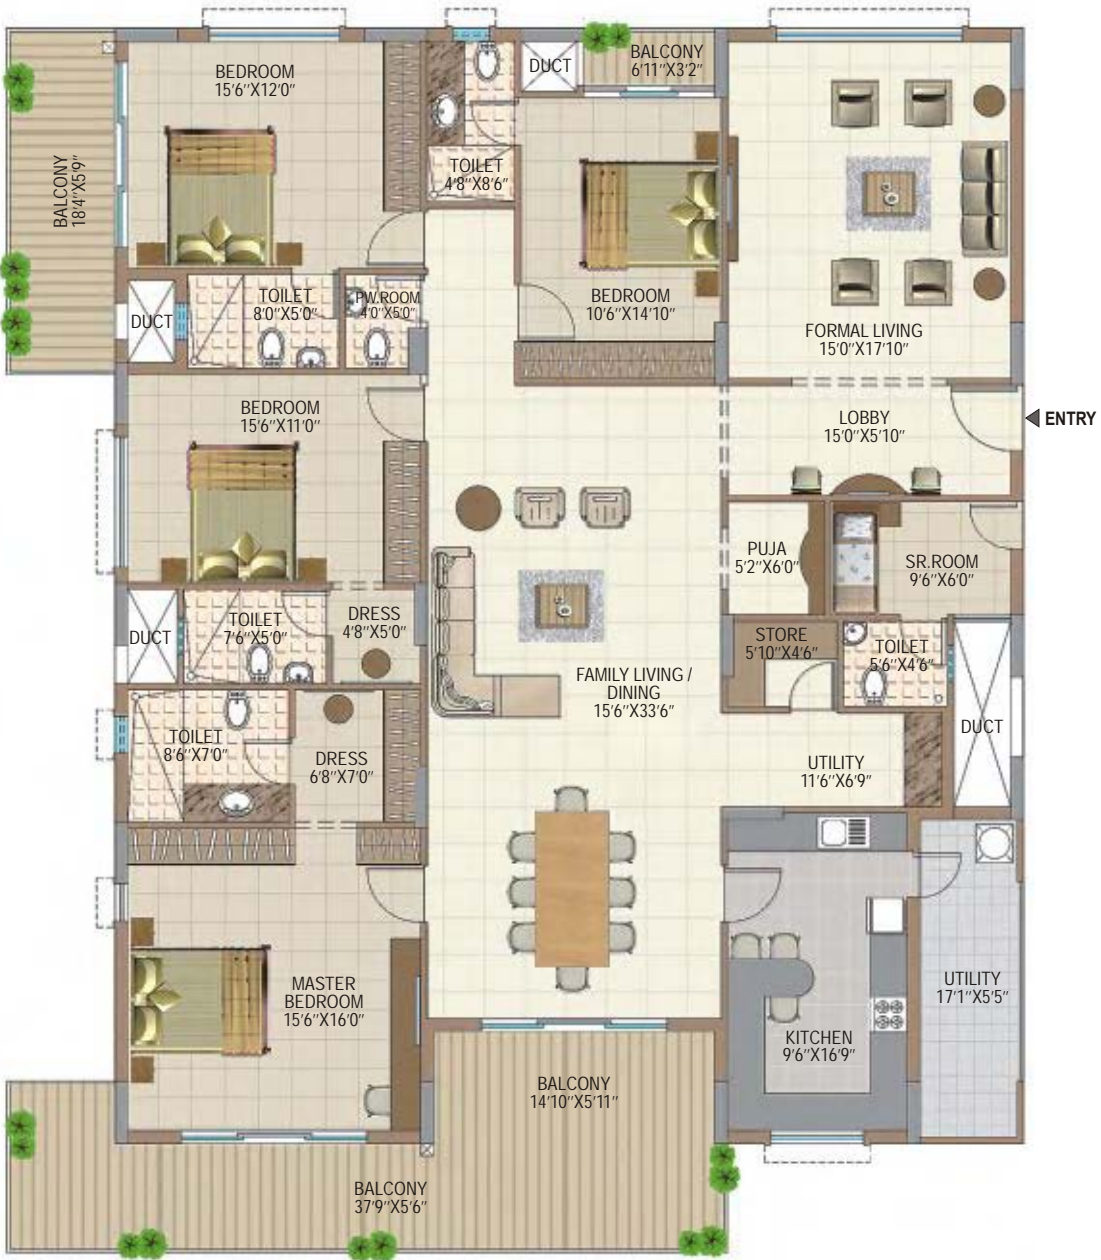 BEDROOM
15'6"X12'0"
BALCONY
18'4"X5'9"
TOILET
4'8"X8'6"
DUCT
BALCONY
6'11"X3'2"
BEDROOM
10'6"X14'10"
FORMAL LIVING
15'0"X17'10"
DUCT
TOILET
8'0"X5'0"
PW.ROOM
4'0"X5'0"
BEDROOM
15'6"X11'0"
LOBBY
15'0"X5'10"
ENTRY
PUJA
5'2"X6'0"
SR.ROOM
9'6"X6'0"
DUCT
TOILET
7'6"X5'0"
DRESS
4'8"X5'0"
STORE
5'10"X4'6"
TOILET
5'6"X4'6"
FAMILY LIVING /
DINING
15'6"X33'6"
DUCT
TOILET
8'6"X7'0"
DRESS
6'8"X7'0"
UTILITY
11'6"X6'9"
MASTER
BEDROOM
15'6"X16'0"
KITCHEN
9'6"X16'9"
UTILITY
17'1"X5'5"
BALCONY
14'10"X5'11"
BALCONY
37'9"X5'6"